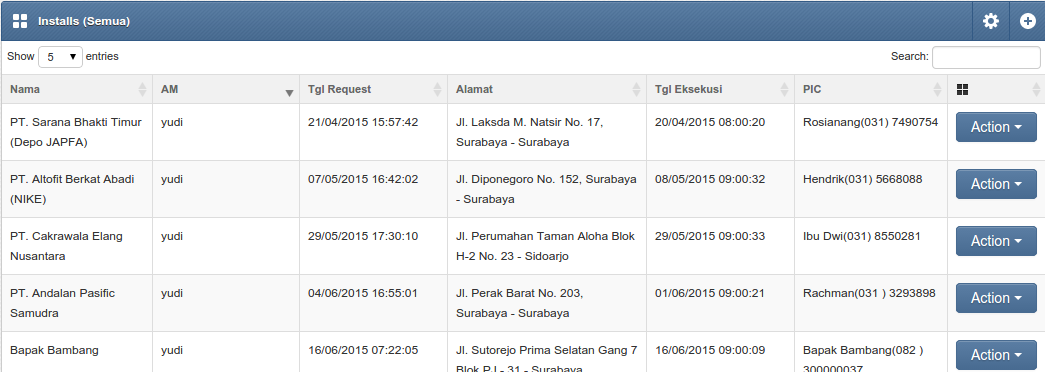 Installs (Semua)
Show 5 entries
Search:
Nama AM Tgl Request Alamat Tgl Eksekusi PIC
PT. Sarana Bhakti Timur (Depo JAPFA) yudi 21/04/2015 15:57:42 Jl. Laksda M. Natsir No. 17, Surabaya - Surabaya 20/04/2015 08:00:20 Rosianang(031) 7490754 Action
PT. Altofit Berkat Abadi (NIKE) yudi 07/05/2015 16:42:02 Jl. Diponegoro No. 152, Surabaya - Surabaya 08/05/2015 09:00:32 Hendrik(031) 5668088 Action
PT. Cakrawala Elang Nusantara yudi 29/05/2015 17:30:10 Jl. Perumahan Taman Aloha Blok H-2 No. 23 - Sidoarjo 29/05/2015 09:00:33 Ibu Dwi(031) 8550281 Action
PT. Andalan Pasific Samudra yudi 04/06/2015 16:55:01 Jl. Perak Barat No. 203, Surabaya - Surabaya 01/06/2015 09:00:21 Rachman(031 ) 3293898 Action
Bapak Bambang yudi 16/06/2015 07:22:05 Jl. Sutorejo Prima Selatan Gang 7 Blok PJ - 31 - Surabaya 16/06/2015 09:00:09 Bapak Bambang(082 ) 300000037 Action